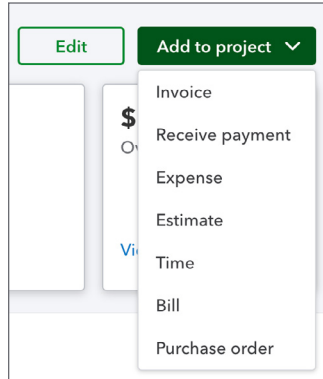 Edit
Add to project
Invoice
$
Receive payment
Expense
Estimate
Time
Bill
Purchase order